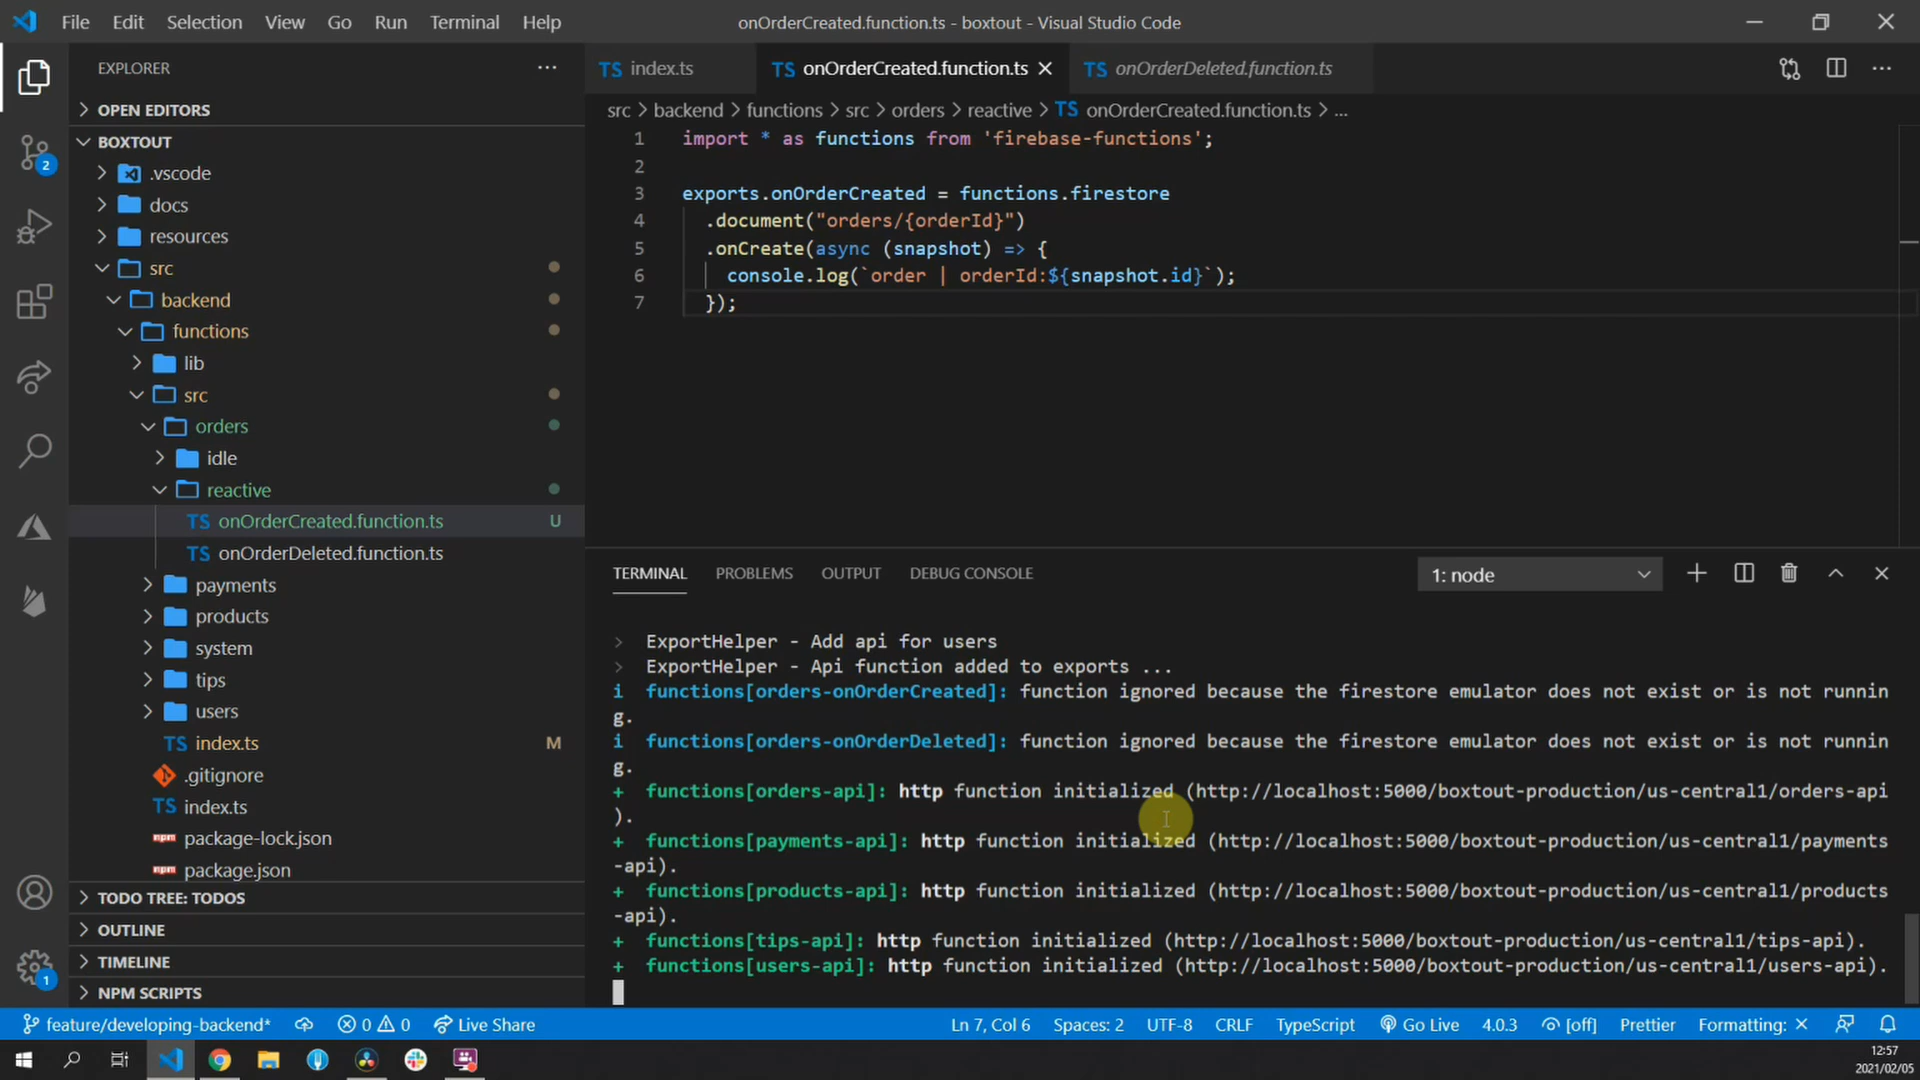 File Edit Selection View Go Run Terminal Help
onOrderCreated.function.ts - boxtout - Visual Studio Code
EXPLORER
OPEN EDITORS
BOXTOUT
.vscode
docs
resources
src
backend
functions
lib
src
orders
idle
reactive
TS onOrderCreated.function.ts U
TS onOrderDeleted.function.ts
payments
products
system
tips
users
TS index.ts M
.gitignore
TS index.ts
npm package-lock.json
npm package.json
TODO TREE: TODOS
OUTLINE
TIMELINE
NPM SCRIPTS
2
1
TS index.ts TS onOrderCreated.function.ts TS onOrderDeleted.function.ts
src > backend > functions > src > orders > reactive > TS onOrderCreated.function.ts > ...
1 import * as functions from 'firebase-functions';
2
3 exports.onOrderCreated = functions.firestore
4 .document("orders/{orderId}")
5 .onCreate(async (snapshot) => {
6 console.log(`order | orderId:${snapshot.id}`);
7 });
TERMINAL PROBLEMS OUTPUT DEBUG CONSOLE
1: node
> ExportHelper - Add api for users
> ExportHelper - Api function added to exports ...
i functions[orders-onOrderCreated]: function ignored because the firestore emulator does not exist or is not runnin
g.
i functions[orders-onOrderDeleted]: function ignored because the firestore emulator does not exist or is not runnin
g.
+ functions[orders-api]: http function initialized (http://localhost:5000/boxtout-production/us-central1/orders-api
).
+ functions[payments-api]: http function initialized (http://localhost:5000/boxtout-production/us-central1/payments
-api).
+ functions[products-api]: http function initialized (http://localhost:5000/boxtout-production/us-central1/products
-api).
+ functions[tips-api]: http function initialized (http://localhost:5000/boxtout-production/us-central1/tips-api).
+ functions[users-api]: http function initialized (http://localhost:5000/boxtout-production/us-central1/users-api).
feature/developing-backend* 0 0 Live Share
Ln 7, Col 6 Spaces: 2 UTF-8 CRLF TypeScript Go Live 4.0.3 [off] Prettier Formatting: ×
12:57
2021/02/05